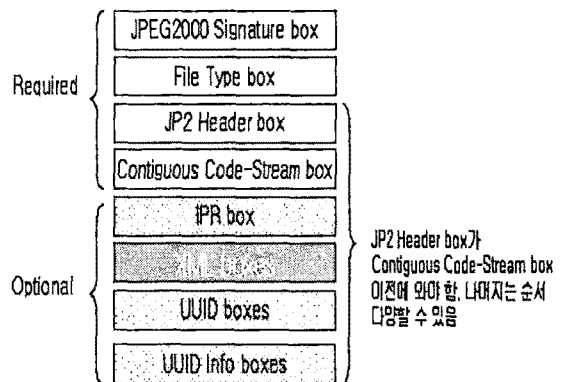 JPEG2000 Signature box
File Type box
Required
JP2 Header box
Contiguous Code-Stream box
IPR box
XML boxes
Optional
UUID boxes
UUID Info boxes
JP2 Header box가
Contiguous Code-Stream box
이전에 와야 함. 나머지는 순서
다양할 수 있음